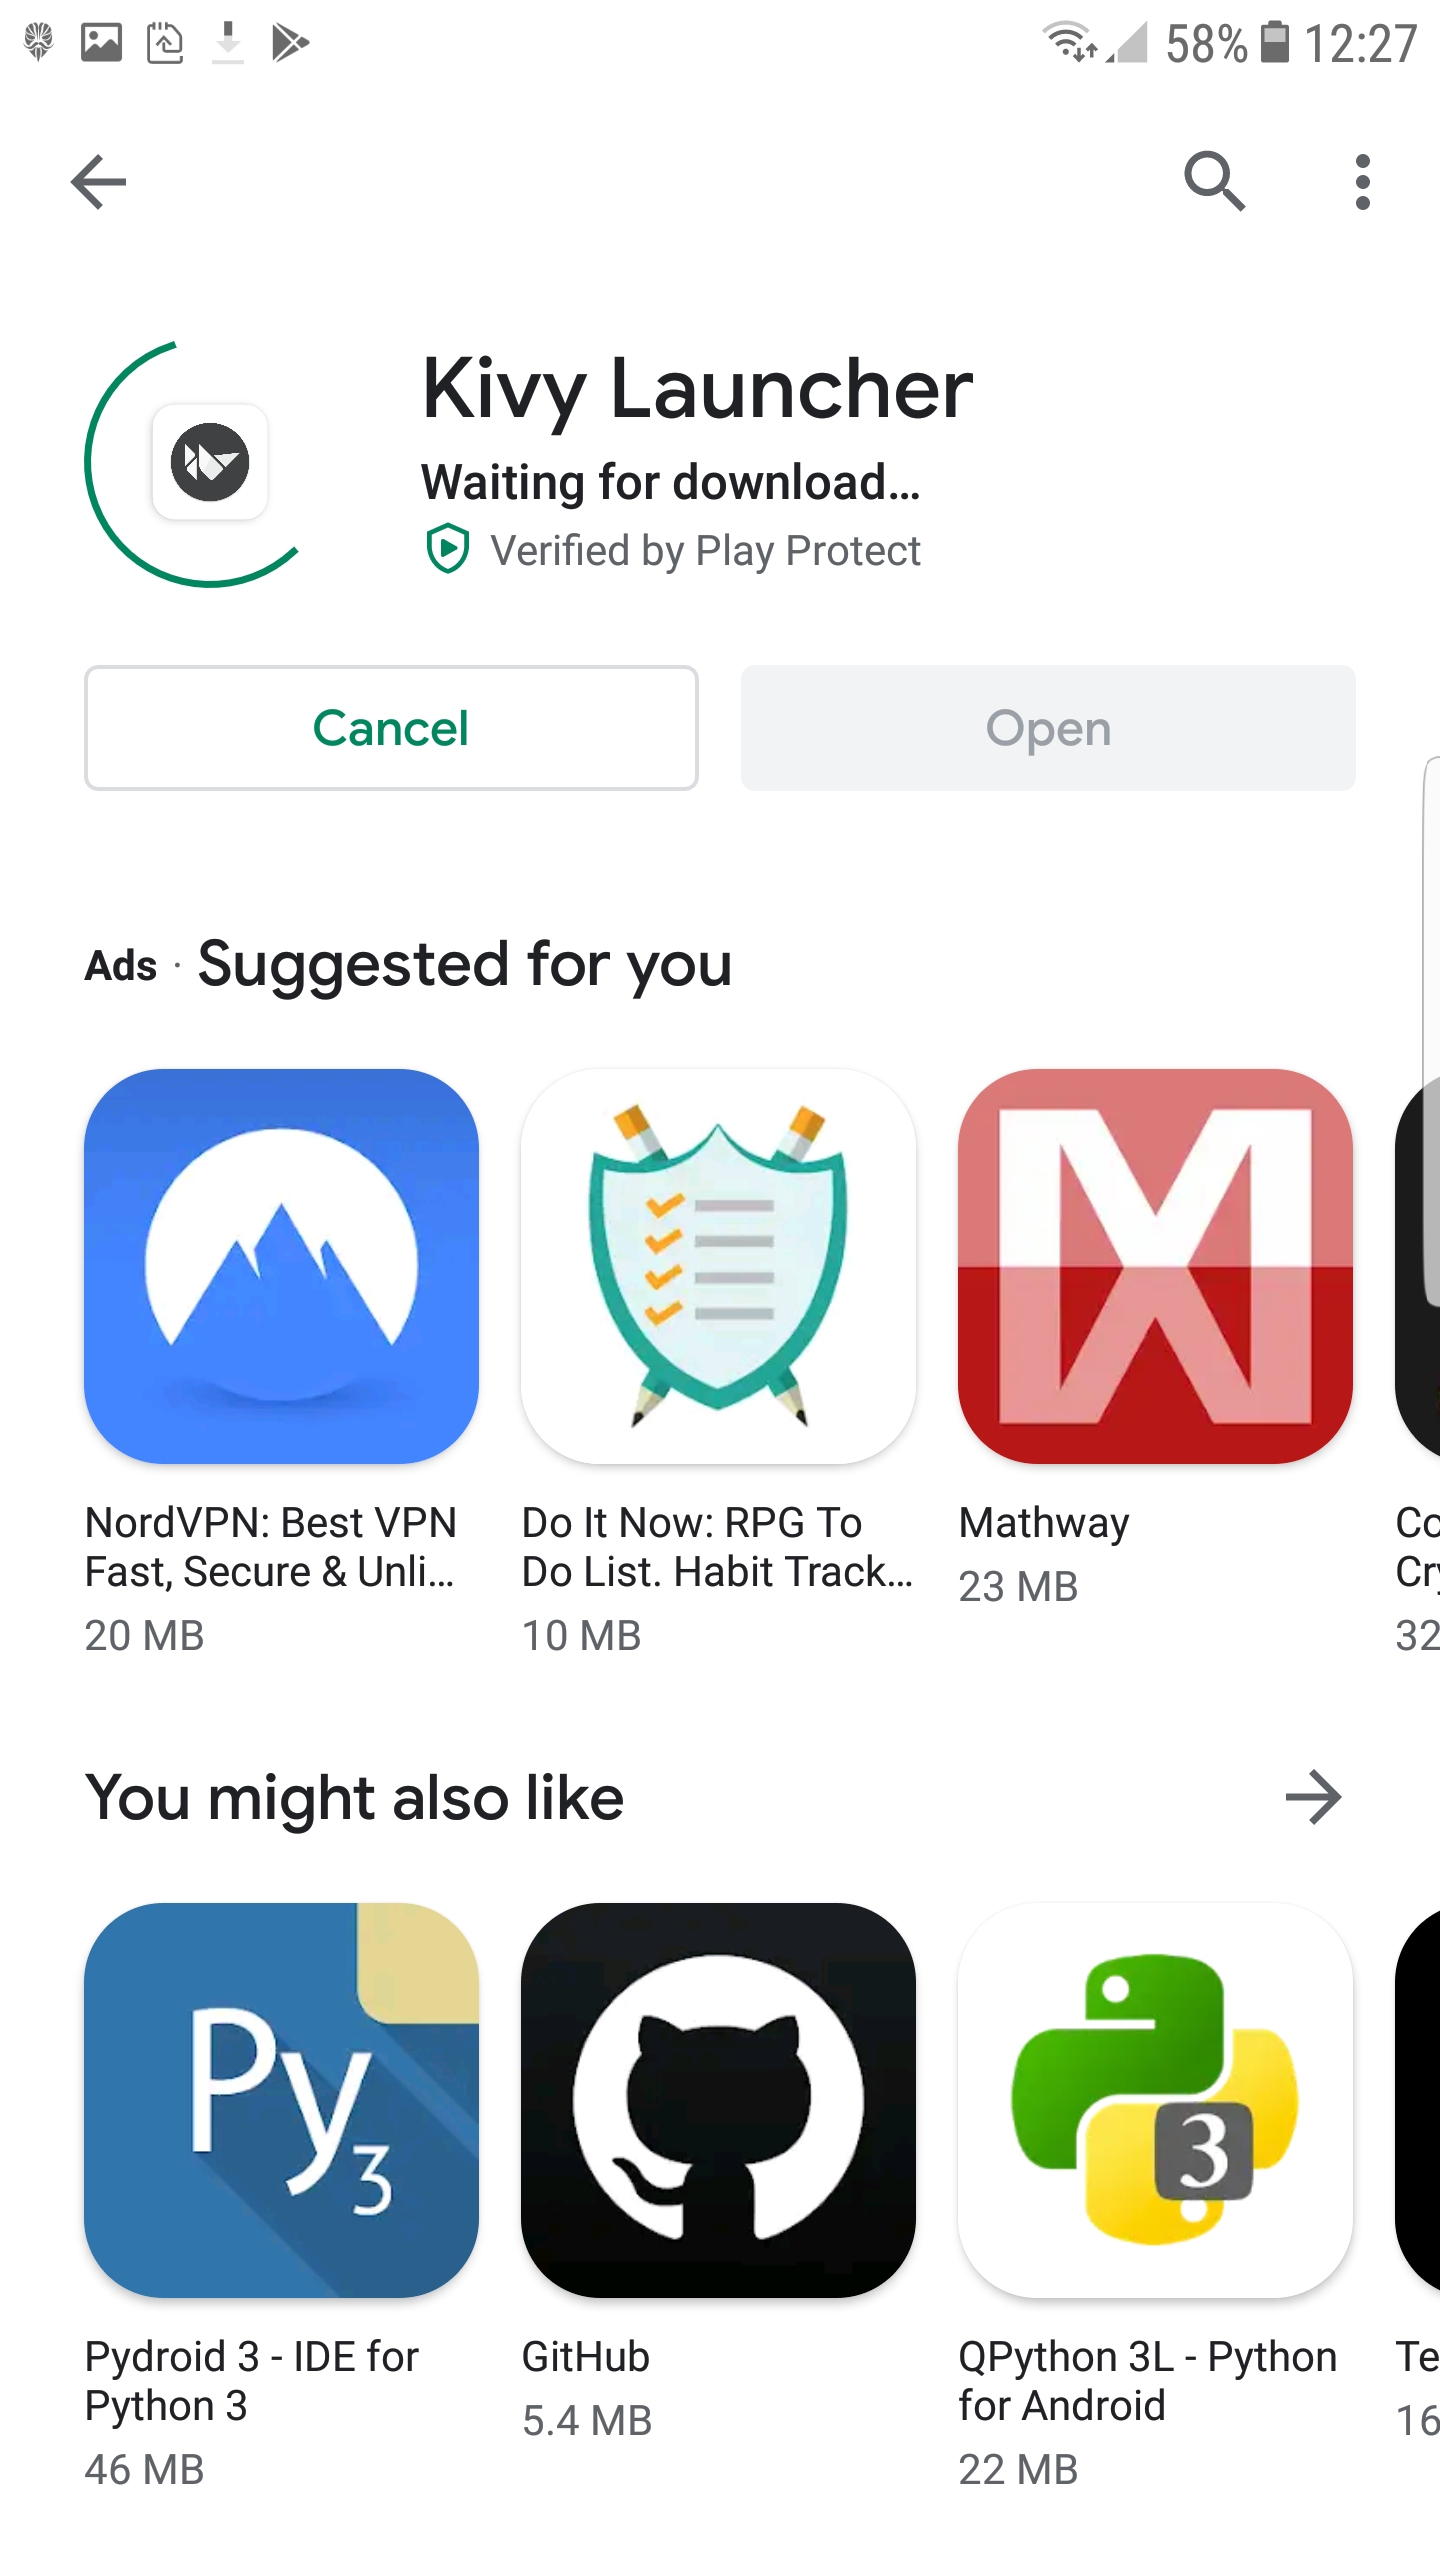 58% 12:27
Kivy Launcher
Waiting for download...
Verified by Play Protect
Cancel
Open
Ads · Suggested for you
NordVPN: Best VPN
Fast, Secure & Unli...
20 MB
Do It Now: RPG To
Do List. Habit Track...
10 MB
Mathway
23 MB
Co
Cry
32
You might also like
Py3
3
Pydroid 3 - IDE for
Python 3
46 MB
GitHub
5.4 MB
QPython 3L - Python
for Android
22 MB
Te
16